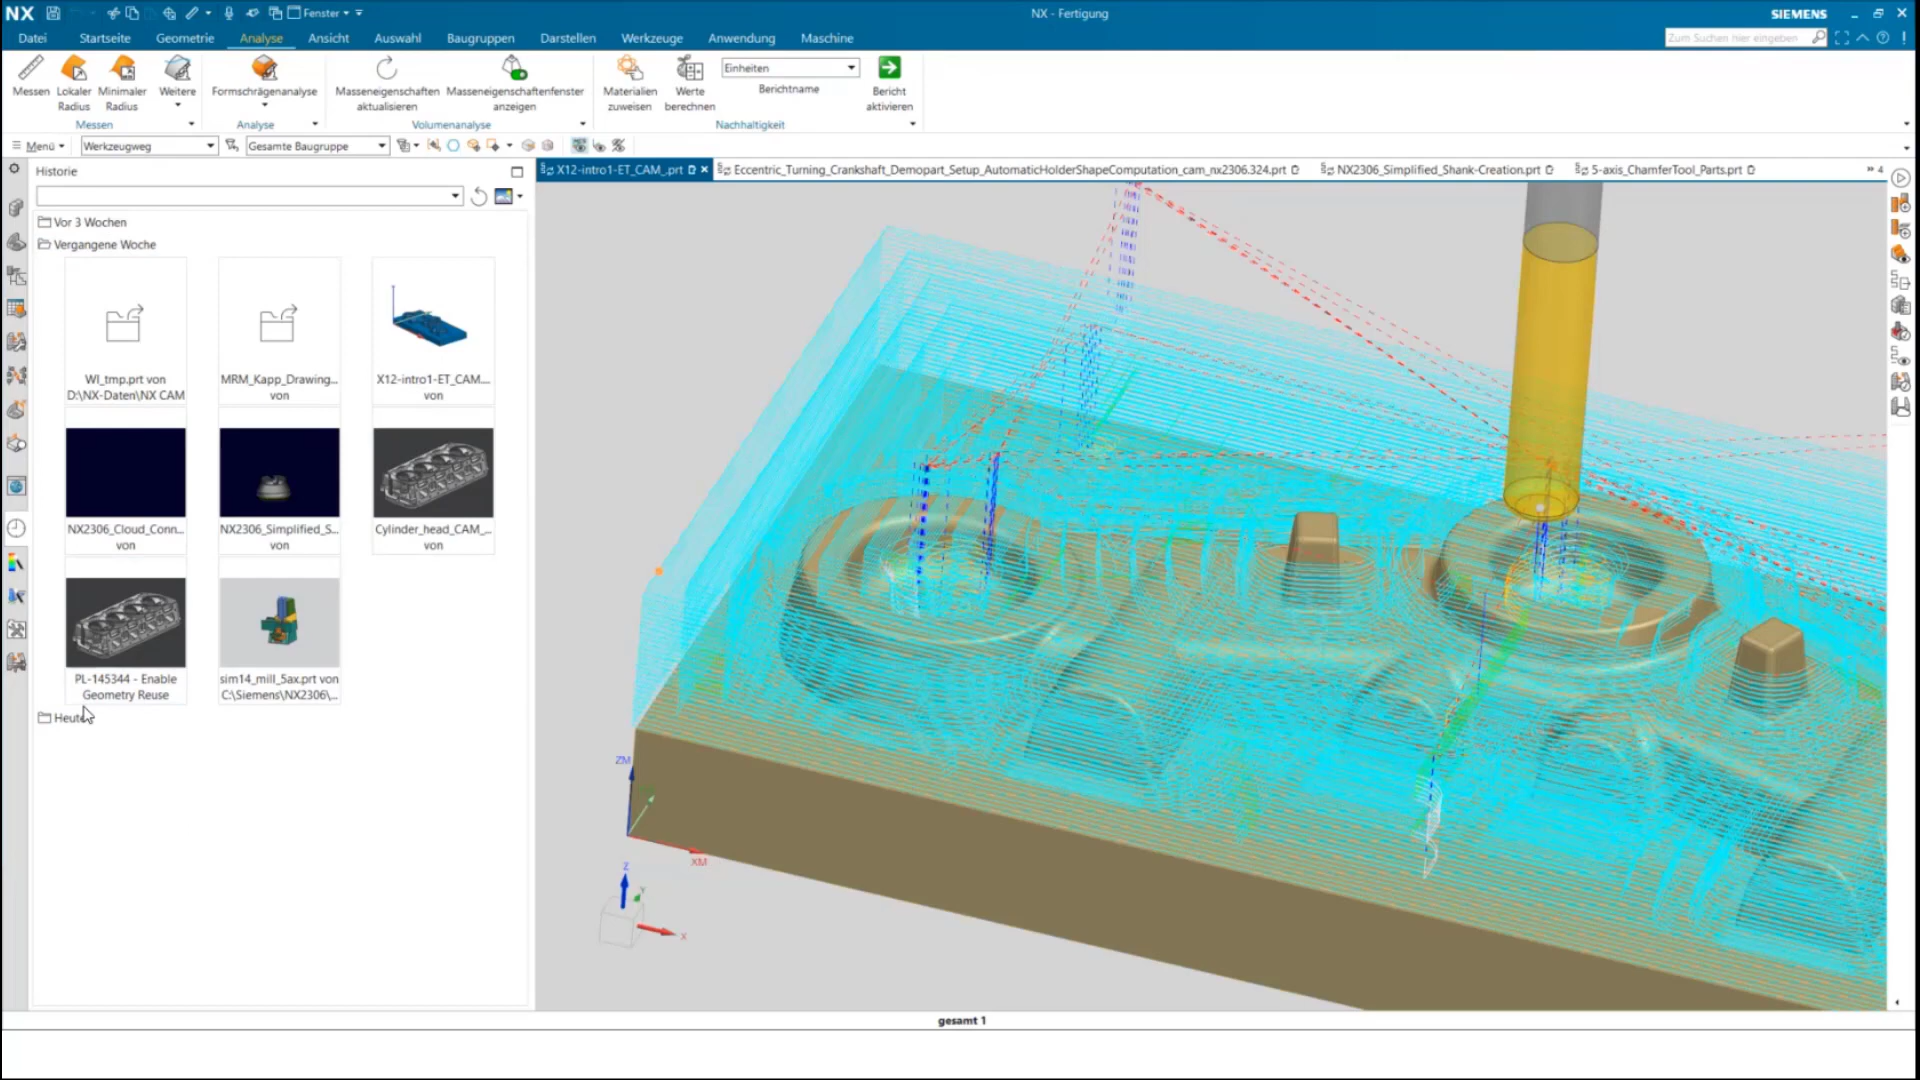 NX
Fenster
NX - Fertigung
SIEMENS
Datei
Startseite
Geometrie
Analyse
Ansicht
Auswahl
Baugruppen
Darstellen
Werkzeuge
Anwendung
Maschine
Zum Suchen hier eingeben
Messen
Lokaler
Radius
Minimaler
Radius
Weitere
Messen
Formschrägenanalyse
Analyse
Masseneigenschaften
aktualisieren
Masseneigenschaftenfenster
anzeigen
Volumenanalyse
Materialien
zuweisen
Werte
berechnen
Einheiten
Berichtname
Bericht
aktivieren
Nachhaltigkeit
Menü
Werkzeugweg
Gesamte Baugruppe
Historie
X12-intro1-ET_CAM_.prt
Eccentric_Turning_Crankshaft_Demopart_Setup_AutomaticHolderShapeComputation_cam_nx2306.324.prt
NX2306_Simplified_Shank-Creation.prt
5-axis_ChamferTool_Parts.prt
4
Vor 3 Wochen
Vergangene Woche
WI_tmp.prt von
D:\NX-Daten\NX CAM
MRM_Kapp_Drawing...
von
X12-intro1-ET_CAM....
von
NX2306_Cloud_Conn...
von
NX2306_Simplified_S...
von
Cylinder_head_CAM_...
von
PL-145344 - Enable
Geometry Reuse
sim14_mill_5ax.prt von
C:\Siemens\NX2306\...
Heute
ZM
XM
Z
Y
X
gesamt 1